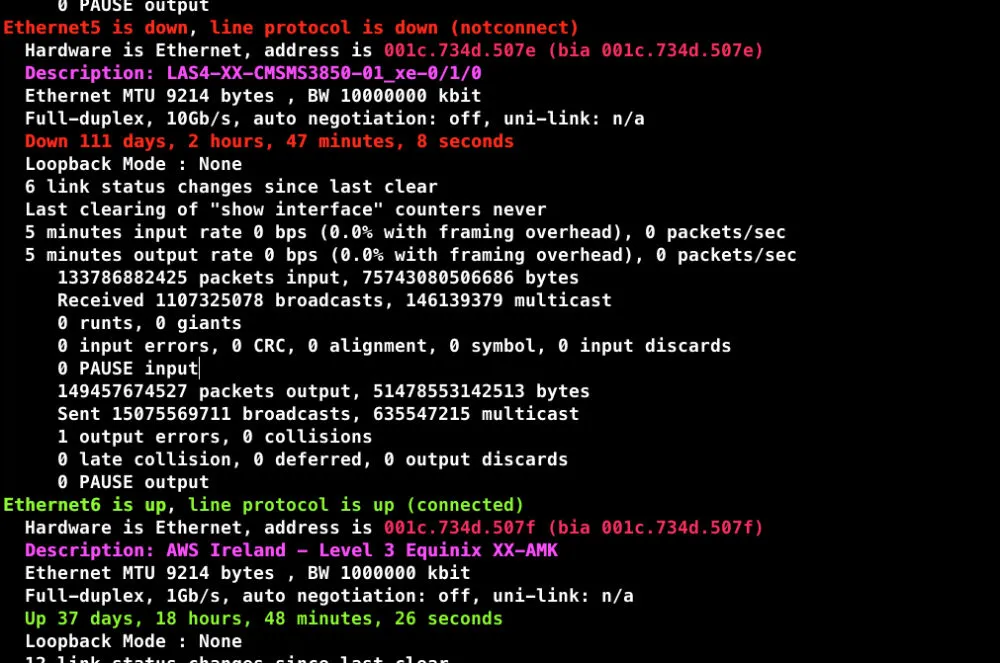 0 PAUSE output
Ethernet5 is down, line protocol is down (notconnect)
Hardware is Ethernet, address is 001c.734d.507e (bia 001c.734d.507e)
Description: LAS4-XX-CMSMS3850-01_xe-0/1/0
Ethernet MTU 9214 bytes , BW 10000000 kbit
Full-duplex, 10Gb/s, auto negotiation: off, uni-link: n/a
Down 111 days, 2 hours, 47 minutes, 8 seconds
Loopback Mode : None
6 link status changes since last clear
Last clearing of "show interface" counters never
5 minutes input rate 0 bps (0.0% with framing overhead), 0 packets/sec
5 minutes output rate 0 bps (0.0% with framing overhead), 0 packets/sec
133786882425 packets input, 75743080506686 bytes
Received 1107325078 broadcasts, 146139379 multicast
0 runts, 0 giants
0 input errors, 0 CRC, 0 alignment, 0 symbol, 0 input discards
0 PAUSE input
149457674527 packets output, 51478553142513 bytes
Sent 15075569711 broadcasts, 635547215 multicast
1 output errors, 0 collisions
0 late collision, 0 deferred, 0 output discards
0 PAUSE output
Ethernet6 is up, line protocol is up (connected)
Hardware is Ethernet, address is 001c.734d.507f (bia 001c.734d.507f)
Description: AWS Ireland – Level 3 Equinix XX-AMK
Ethernet MTU 9214 bytes , BW 1000000 kbit
Full-duplex, 1Gb/s, auto negotiation: off, uni-link: n/a
Up 37 days, 18 hours, 48 minutes, 26 seconds
Loopback Mode : None
12 link status changes since last clear